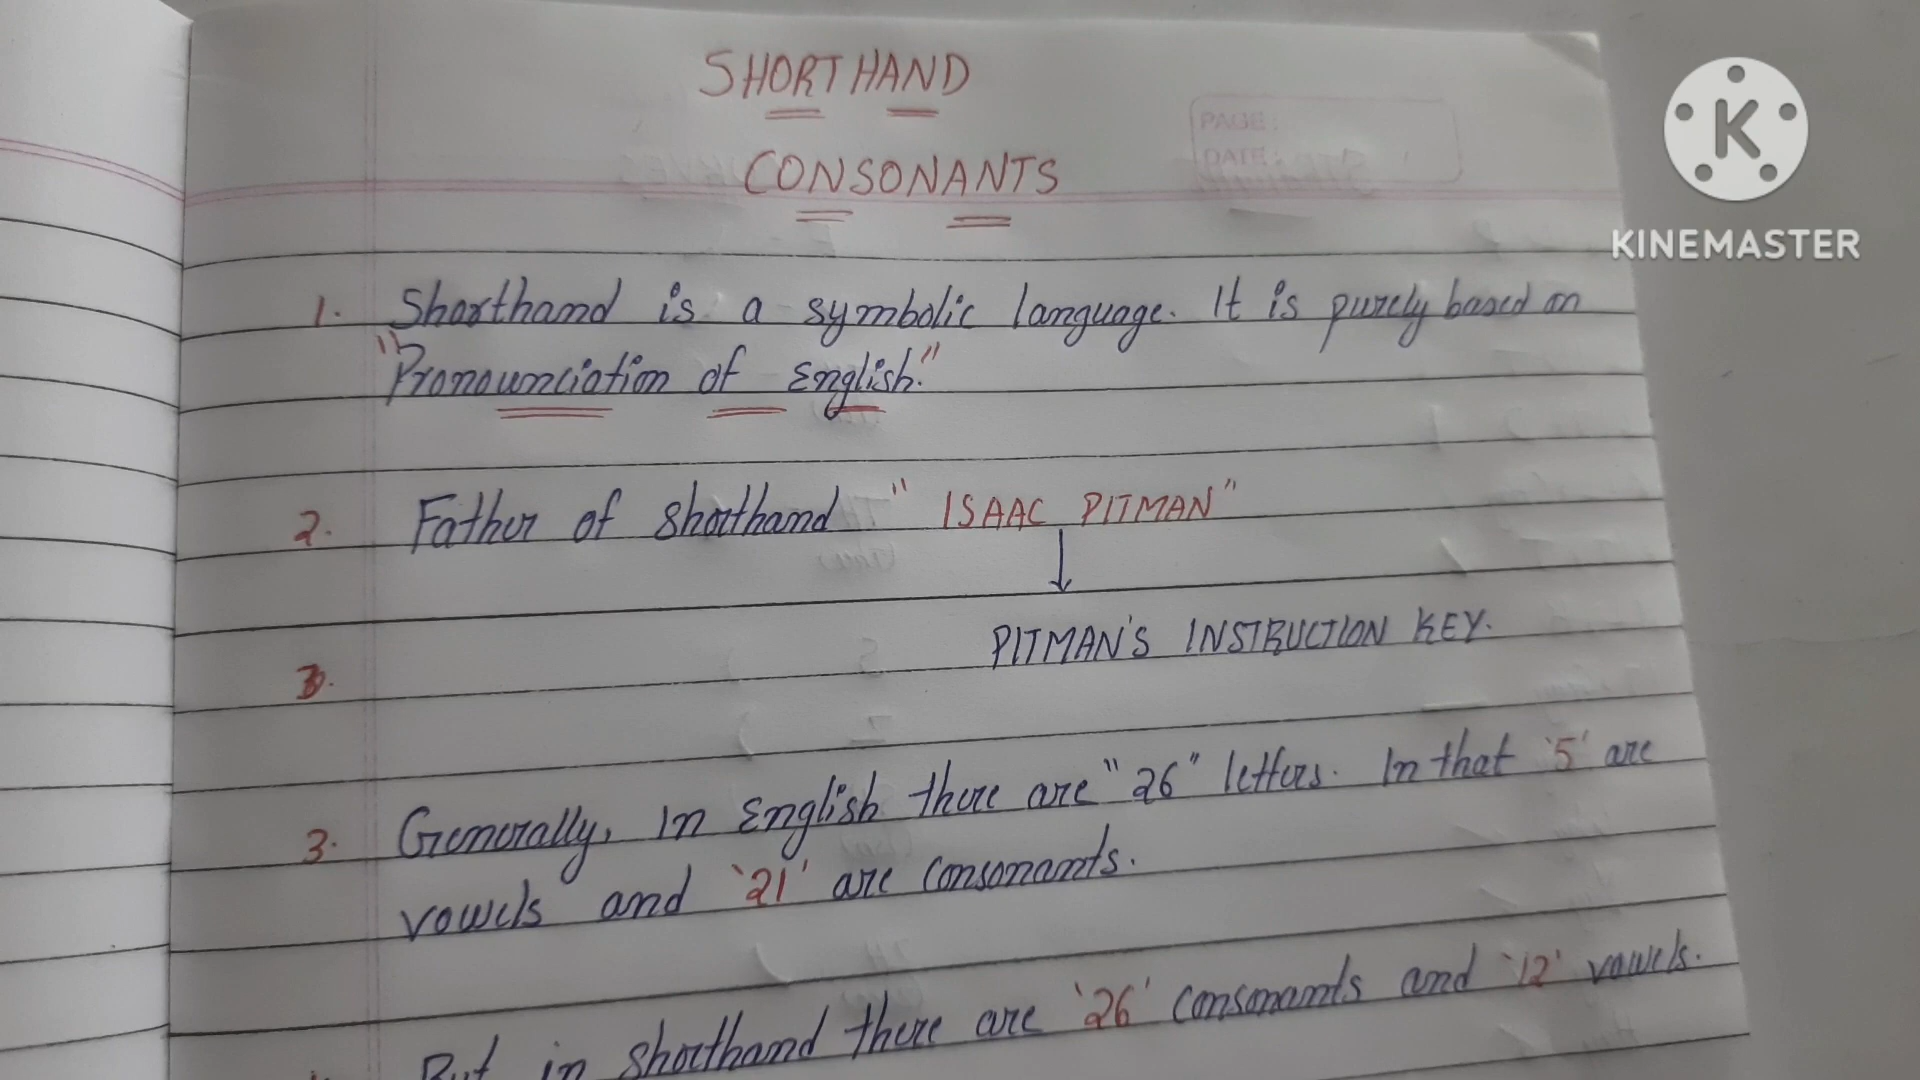 SHORTHAND
PAGE:
DATE:
CONSONANTS
K
KINEMASTER
1. Shorthand is a symbolic language. It is purely based on
"Pronounciation of English."
2. Father of Shorthand "ISAAC PITMAN"
PITMAN'S INSTRUCTION KEY.
3. Generally, in English there are "26" letters. In that '5' are
vowels and '21' are consonants.
But in shorthand there are '26' consonants and '12' vowels.